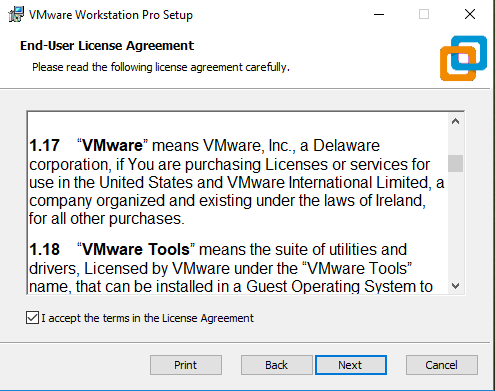 VMware Workstation Pro Setup
End-User License Agreement
Please read the following license agreement carefully.
1.17 “VMware” means VMware, Inc., a Delaware
corporation, if You are purchasing Licenses or services for
use in the United States and VMware International Limited, a
company organized and existing under the laws of Ireland,
for all other purchases.
1.18 “VMware Tools” means the suite of utilities and
drivers, Licensed by VMware under the “VMware Tools”
name, that can be installed in a Guest Operating System to
I accept the terms in the License Agreement
Print Back Next Cancel